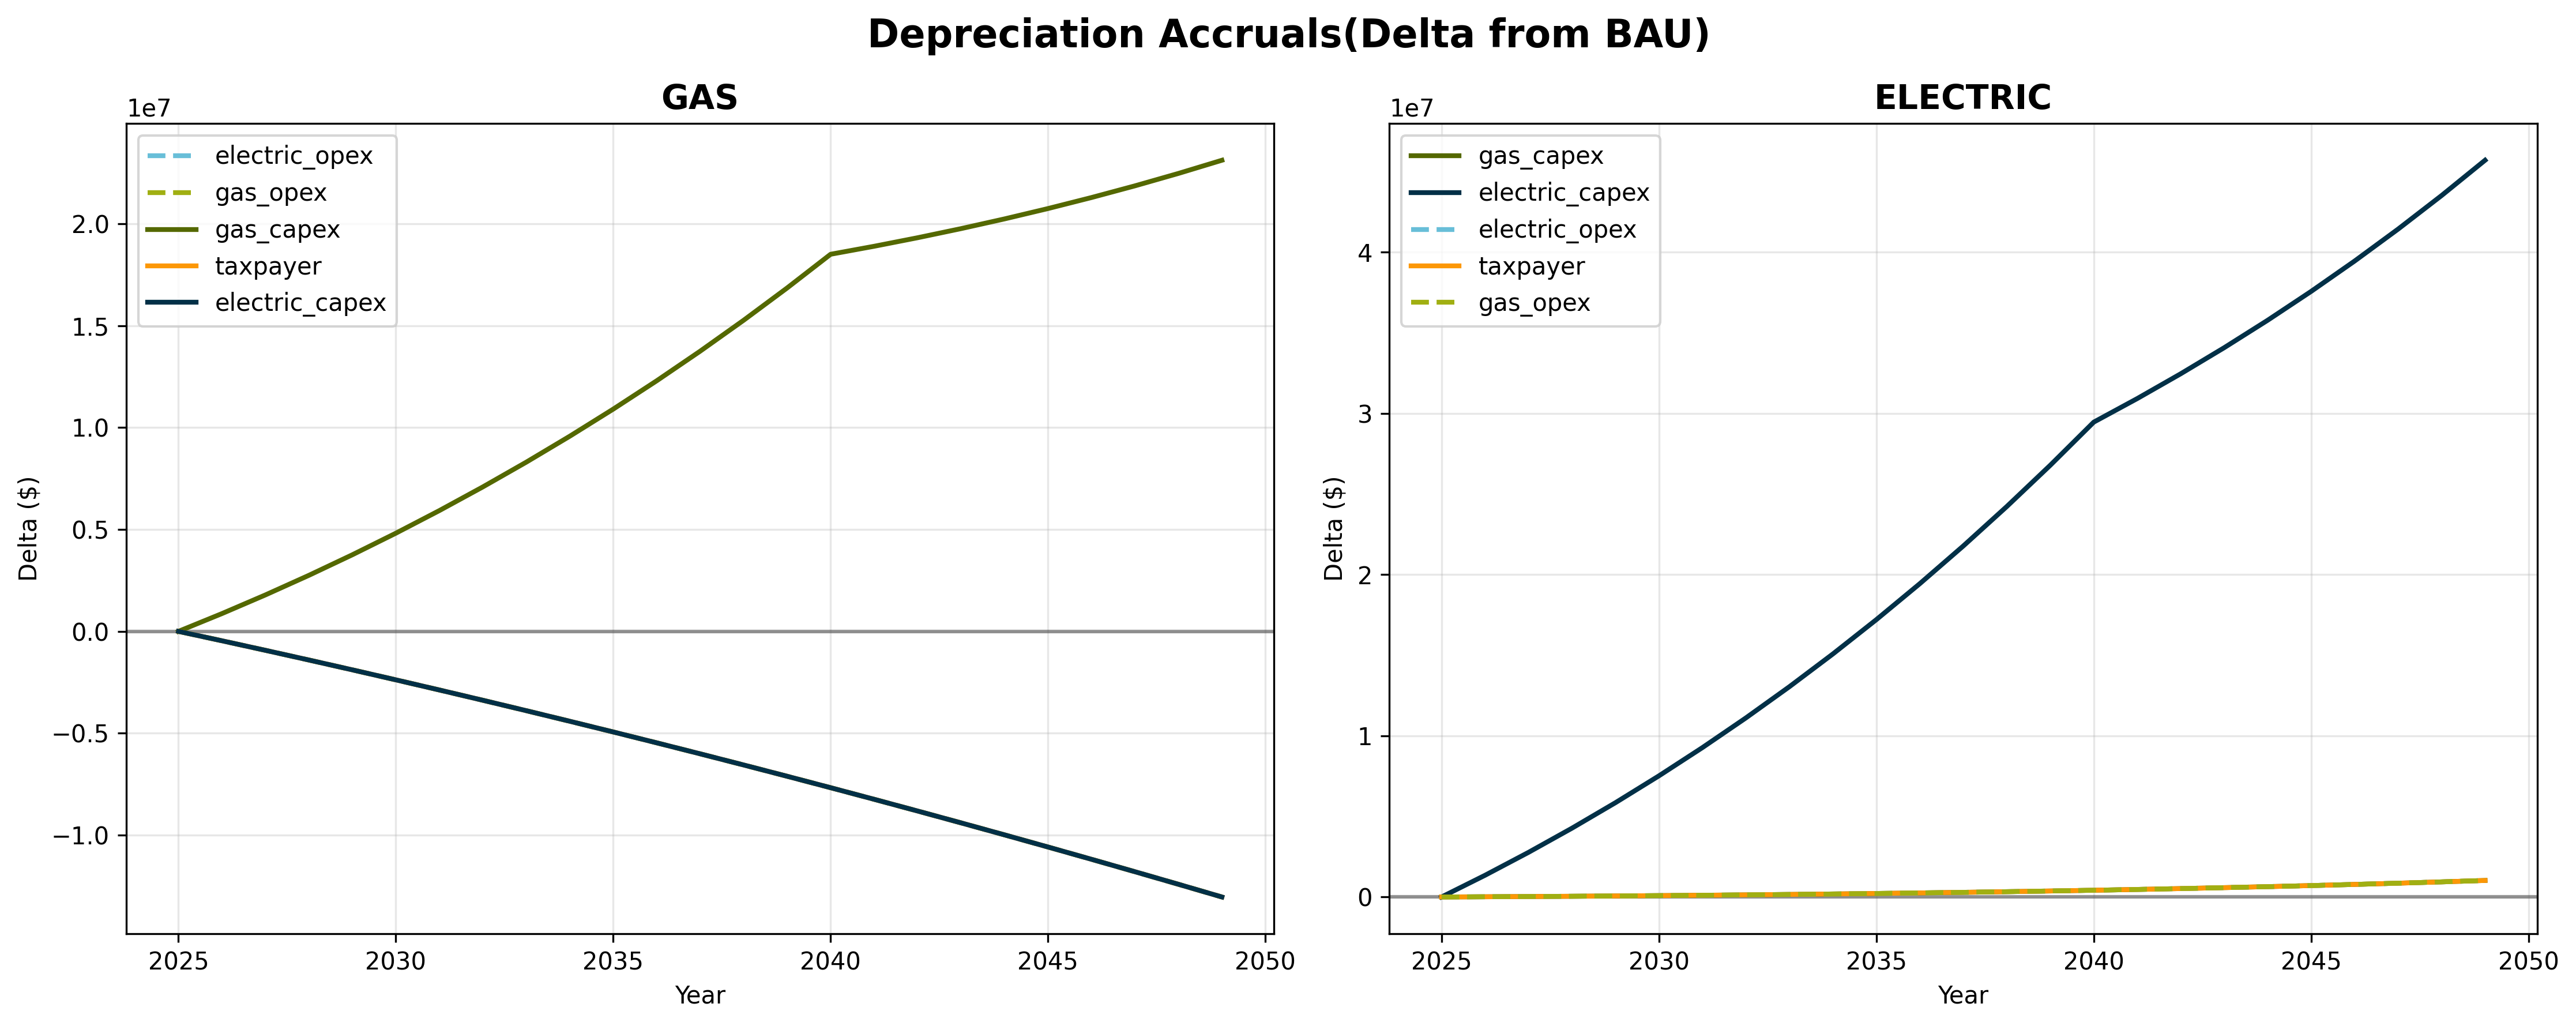 Depreciation Accruals(Delta from BAU)
GAS
1e7
electric_opex
gas_opex
gas_capex
taxpayer
electric_capex
2.0
1.5
1.0
0.5
0.0
−0.5
−1.0
Delta ($)
2025 2030 2035 2040 2045 2050
Year
ELECTRIC
1e7
gas_capex
electric_capex
electric_opex
taxpayer
gas_opex
4
3
2
1
0
Delta ($)
2025 2030 2035 2040 2045 2050
Year